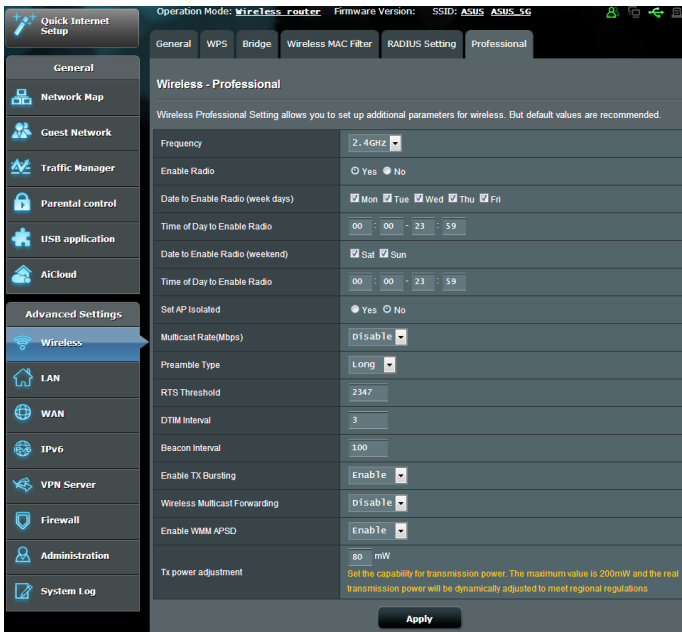 Quick Internet
Setup
General
Network Map
Guest Network
Traffic Manager
Parental control
USB application
AiCloud
Advanced Settings
Wireless
LAN
WAN
IPv6
IPv6
VPN Server
Firewall
Administration
System Log
Operation Mode: Wireless router Firmware Version: SSID: ASUS ASUS_5G
General WPS Bridge Wireless MAC Filter RADIUS Setting Professional
Wireless - Professional
Wireless Professional Setting allows you to set up additional parameters for wireless. But default values are recommended.
Frequency 2.4GHz
Enable Radio Yes No
Date to Enable Radio (week days) Mon Tue Wed Thu Fri
Time of Day to Enable Radio 00 : 00 - 23 : 59
Date to Enable Radio (weekend) Sat Sun
Time of Day to Enable Radio 00 : 00 - 23 : 59
Set AP Isolated Yes No
Multicast Rate(Mbps) Disable
Preamble Type Long
RTS Threshold 2347
DTIM Interval 3
Beacon Interval 100
Enable TX Bursting Enable
Wireless Multicast Forwarding Disable
Enable WMM APSD Enable
Tx power adjustment 80 mW
Set the capability for transmission power. The maximum value is 200mW and the real
transmission power will be dynamically adjusted to meet regional regulations
Apply